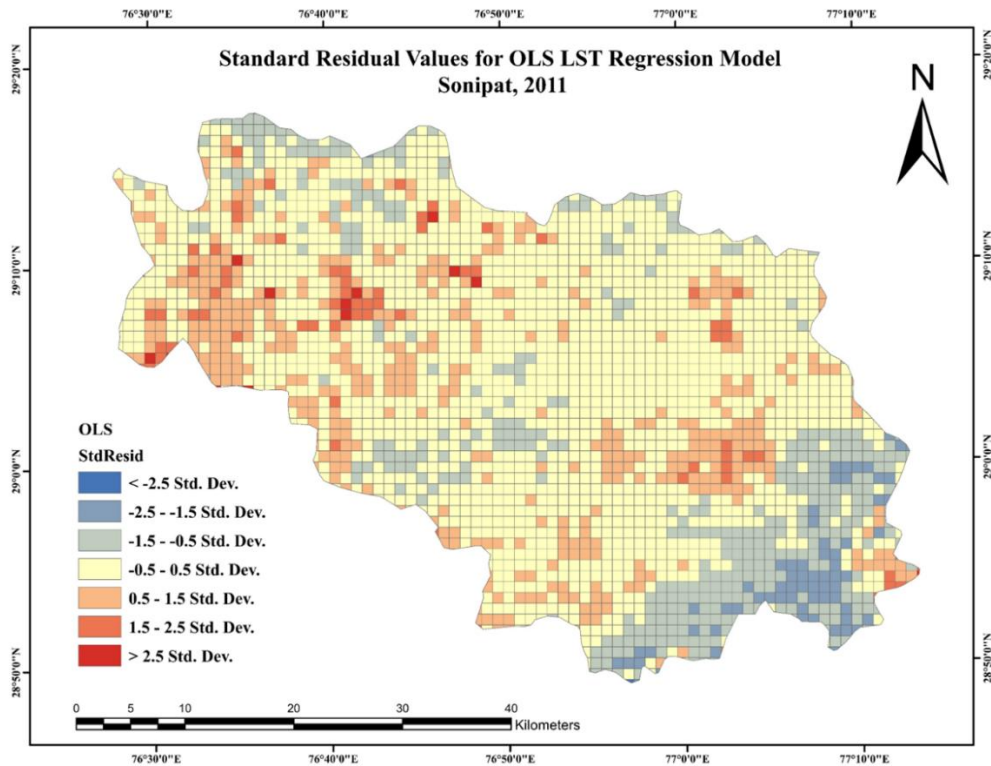 76°30'0"E 76°40'0"E 76°50'0"E 77°0'0"E 77°10'0"E
Standard Residual Values for OLS LST Regression Model
Sonipat, 2011
N
29°20'0"N 29°20'0"N
29°10'0"N 29°10'0"N
29°0'0"N 29°0'0"N
28°50'0"N 28°50'0"N
OLS
StdResid
< -2.5 Std. Dev.
-2.5 - -1.5 Std. Dev.
-1.5 - -0.5 Std. Dev.
-0.5 - 0.5 Std. Dev.
0.5 - 1.5 Std. Dev.
1.5 - 2.5 Std. Dev.
> 2.5 Std. Dev.
0 5 10 20 30 40
Kilometers
76°30'0"E 76°40'0"E 76°50'0"E 77°0'0"E 77°10'0"E